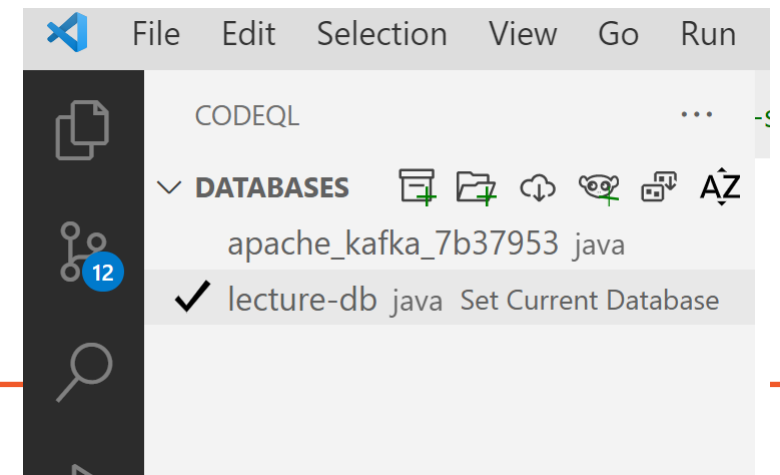 File Edit Selection View Go Run
CODEQL ...
DATABASES AZ
apache_kafka_7b37953 java
12
lecture-db java Set Current Database